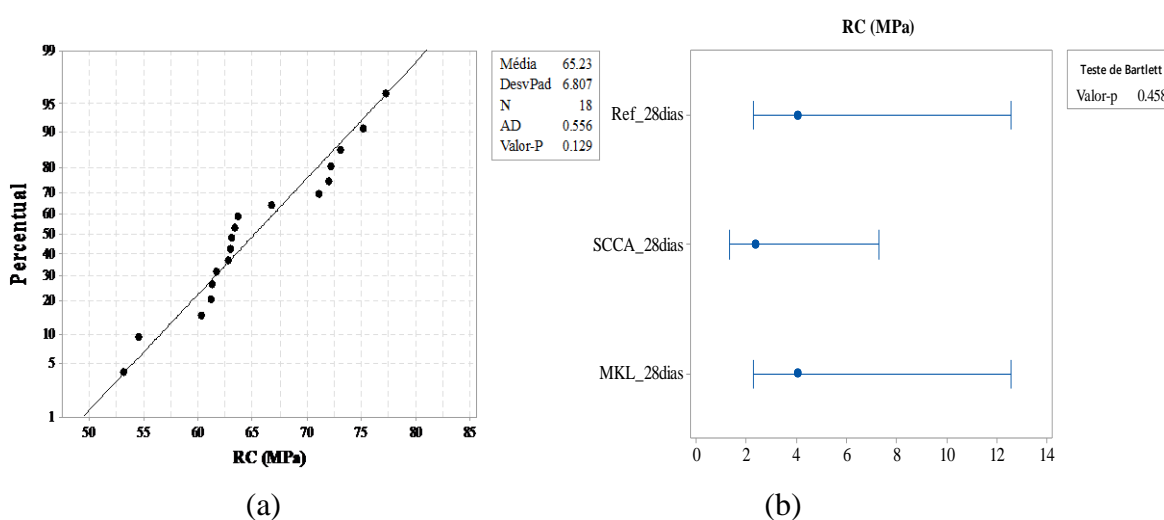 99
95
90
80
70
60
50
40
30
20
10
5
1
Percentual
50 55 60 65 70 75 80 85
RC (MPa)
Média 65.23
DesvPad 6.807
N 18
AD 0.556
Valor-P 0.129
(a)
RC (MPa)
Ref_28dias
SCCA_28dias
MKL_28dias
0 2 4 6 8 10 12 14
Teste de Bartlett
Valor-p 0.458
(b)